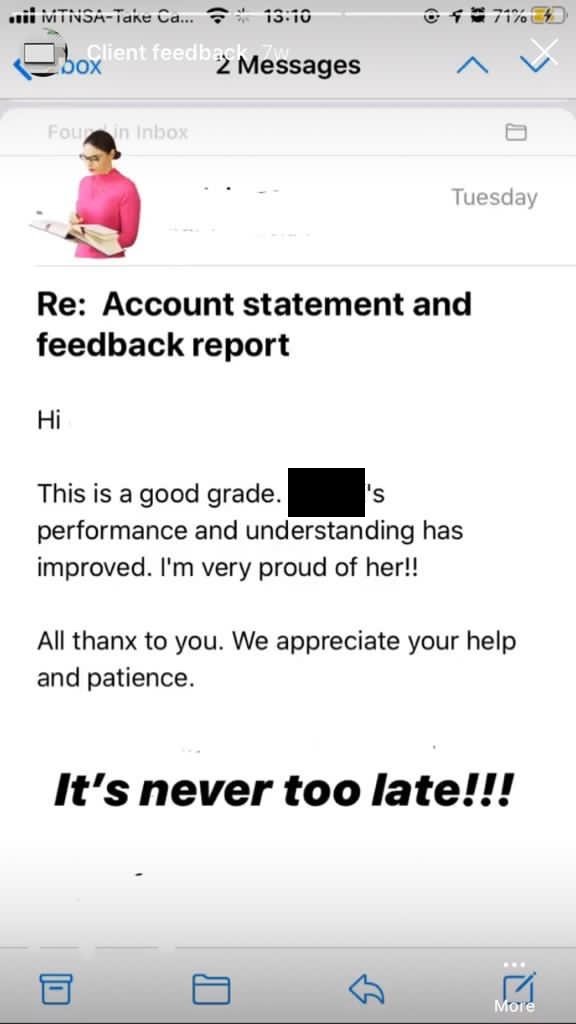 MTNSA-Take Ca... 13:10 71%
Client feedback 7w
box 2 Messages
Found in Inbox
Tuesday
Re: Account statement and
feedback report
Hi
This is a good grade. 's
performance and understanding has
improved. I'm very proud of her!!
All thanx to you. We appreciate your help
and patience.
It's never too late!!!
More